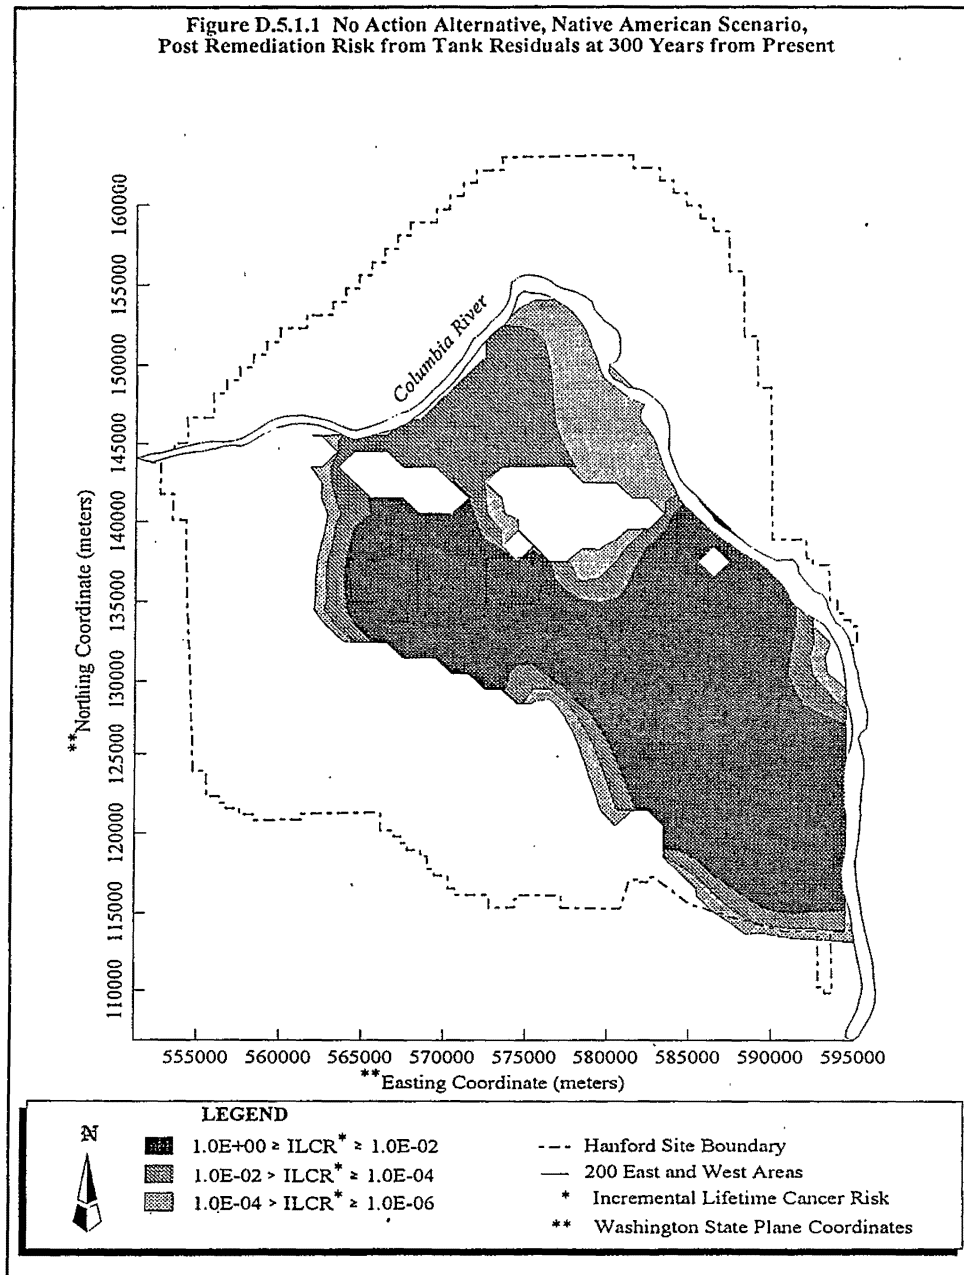 Figure D.5.1.1 No Action Alternative, Native American Scenario,
Post Remediation Risk from Tank Residuals at 300 Years from Present
160000
155000
150000
145000
140000
135000
130000
125000
120000
115000
110000
**Northing Coordinate (meters)
Columbia River
555000 560000 565000 570000 575000 580000 585000 590000 595000
**Easting Coordinate (meters)
LEGEND
N
1.0E+00 ≥ ILCR* ≥ 1.0E-02
1.0E-02 > ILCR* ≥ 1.0E-04
1.0E-04 > ILCR* ≥ 1.0E-06
--- Hanford Site Boundary
— 200 East and West Areas
* Incremental Lifetime Cancer Risk
** Washington State Plane Coordinates